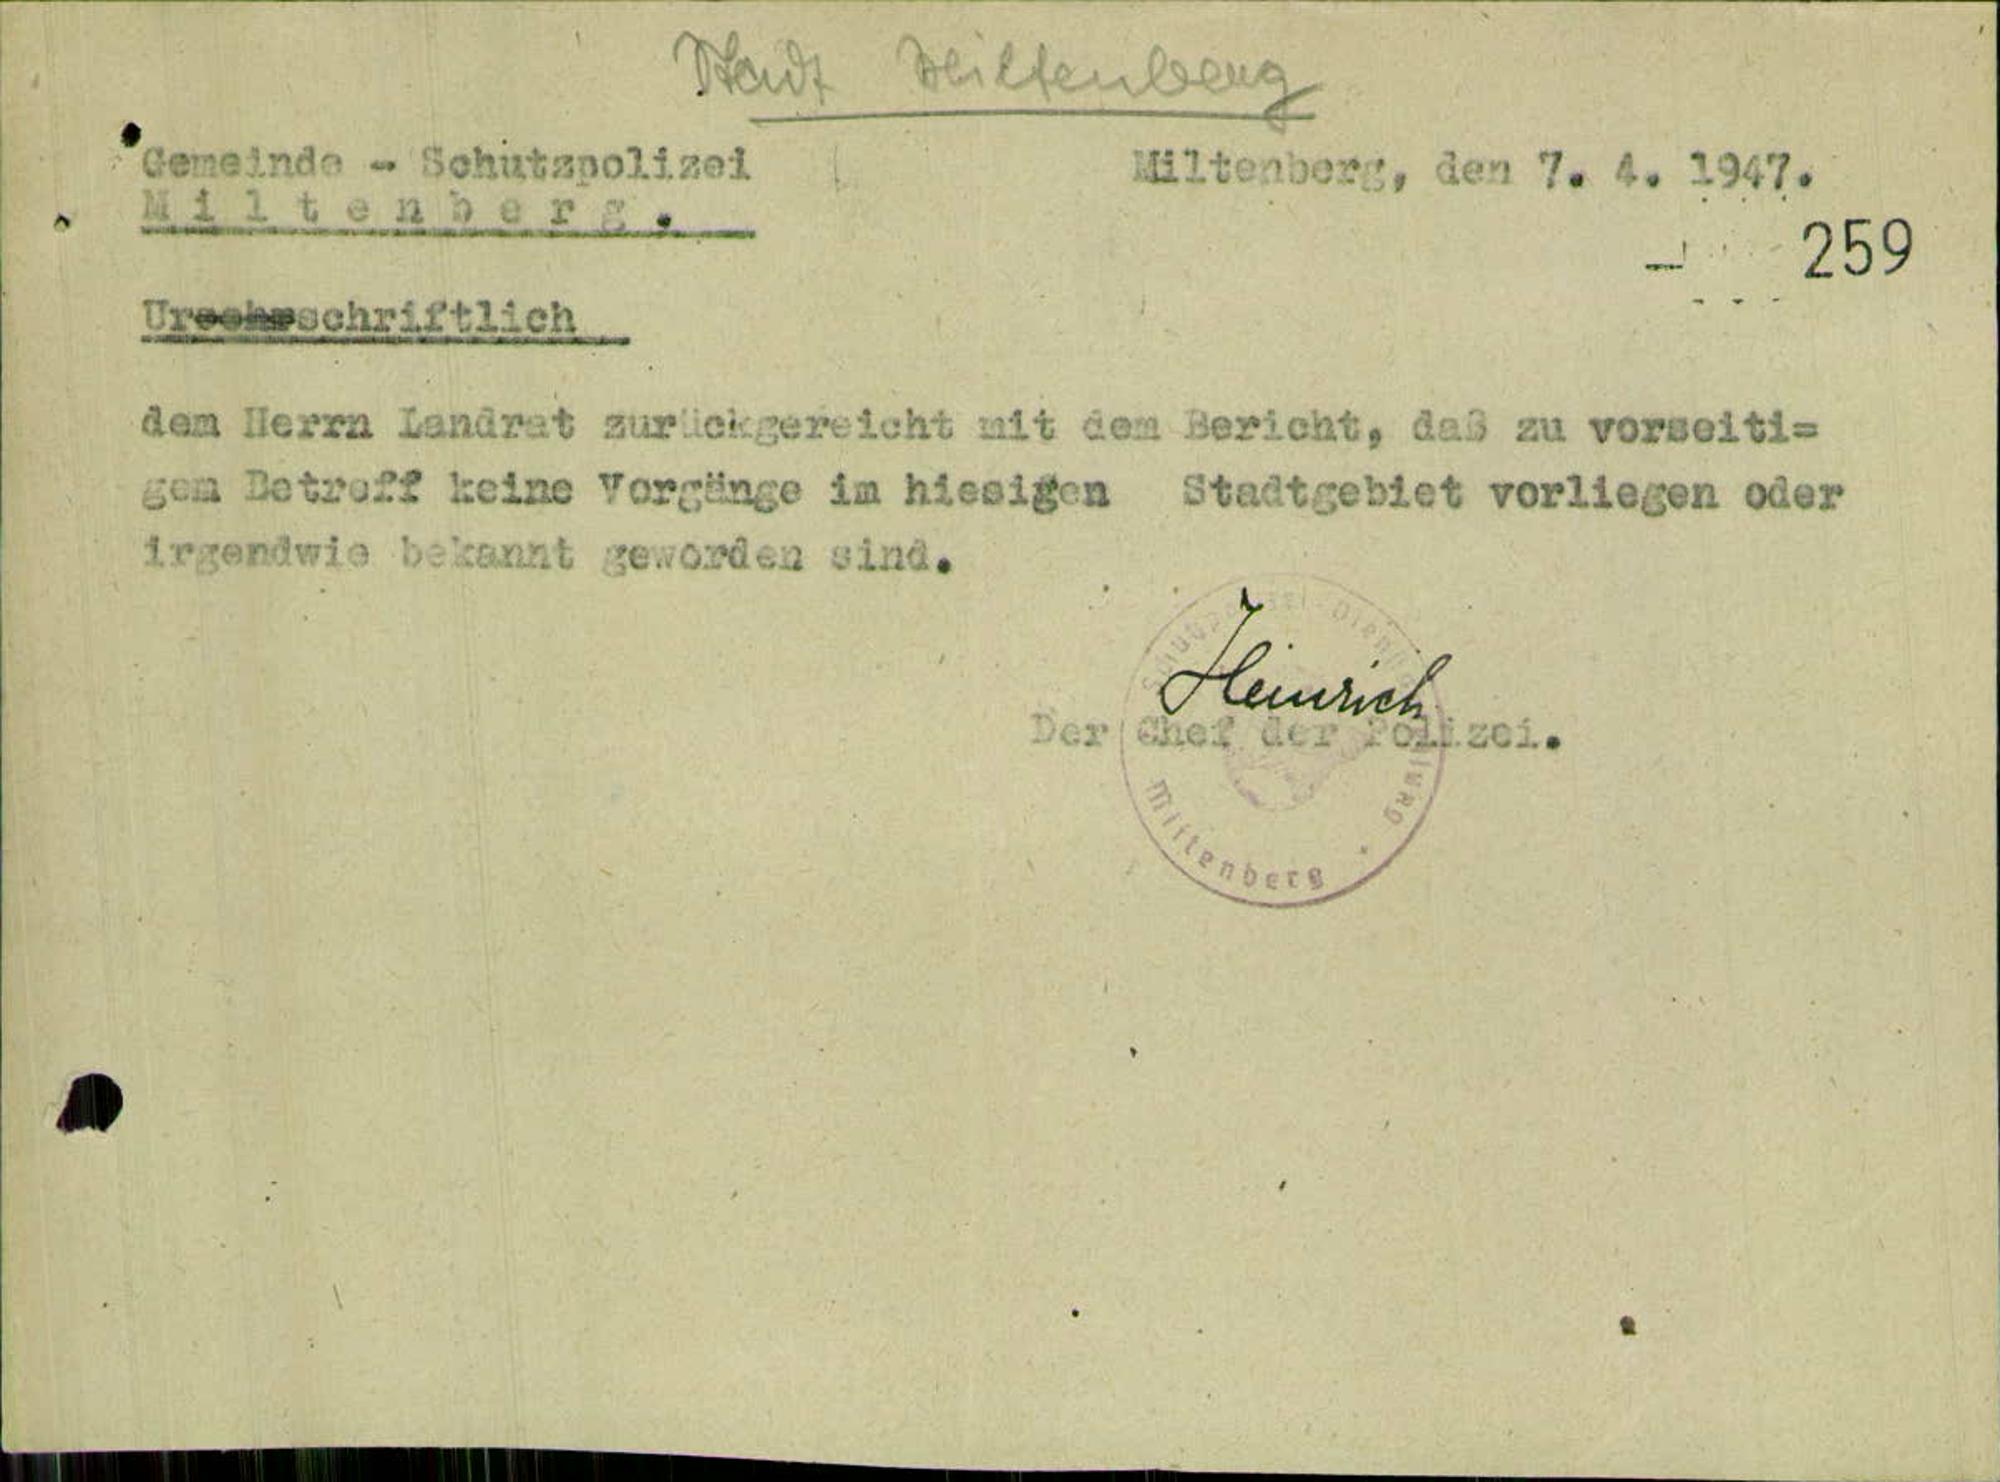 Stadt Miltenberg
Gemeinde - Schutzpolizei
Miltenberg, den 7. 4. 1947.
M i l t e n b e r g .
259
Urschriftlich
dem Herrn Landrat zurückgereicht mit dem Bericht, daß zu vorseiti=
gem Betreff keine Vorgänge im hiesigen Stadtgebiet vorliegen oder
irgendwie bekannt geworden sind.
Heinrich
Der Chef der Polizei.
Miltenberg